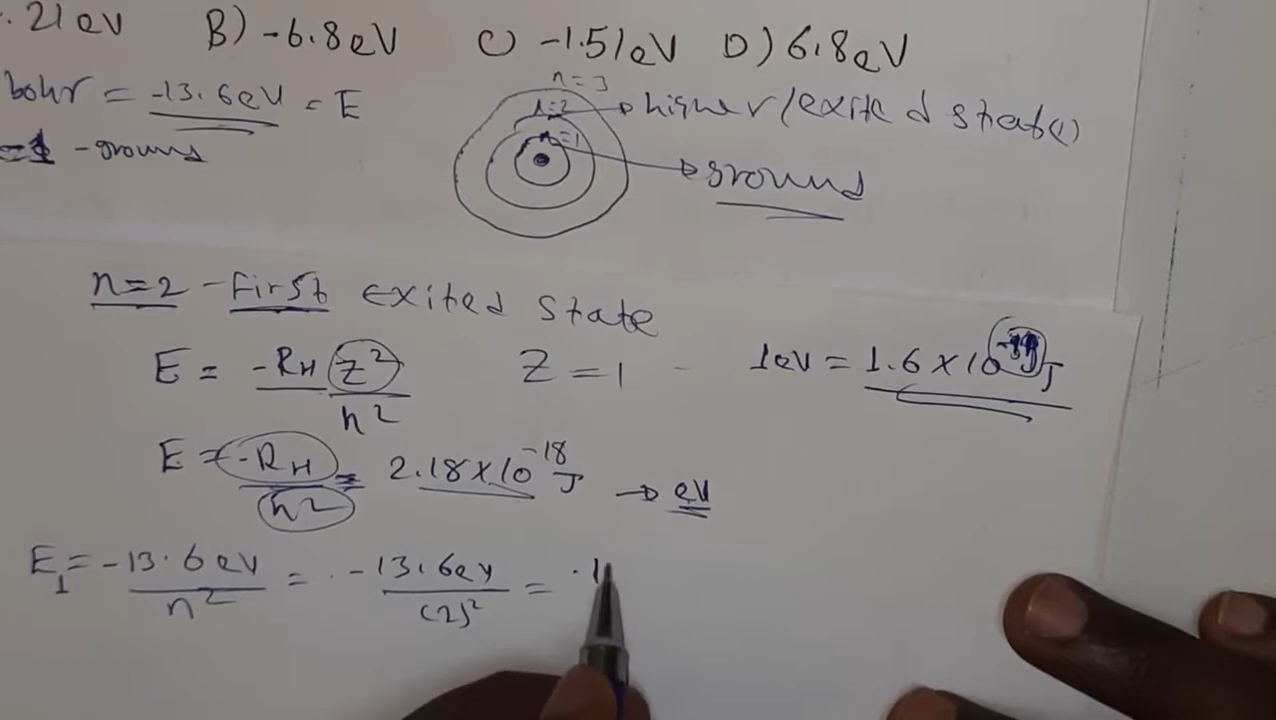 .21eV B) -6.8eV C) -1.51eV D) 6.8eV
bohr = -13.6eV = E
n=3
n=2 → higher/exited state(s)
n=1
- ground → ground
n=2 - First exited state
E = -RH Z² / n² Z = 1 - 1eV = 1.6 × 10 J
E = -RH / n² = 2.18 × 10⁻¹⁸ J → eV
E₁ = -13.6 eV / n² = -13.6eV / (2)² = -1